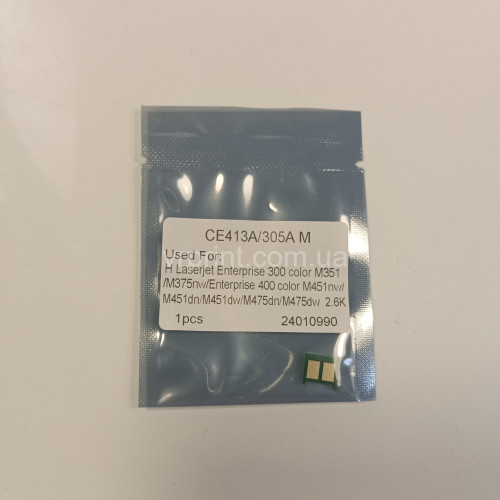 CE413A/305A M
Used For:
H Laserjet Enterprise 300 color M351
/M375nw/Enterprise 400 color M451nw/
M451dn/M451dw/M475dn/M475dw 2.6K
1pcs 24010990